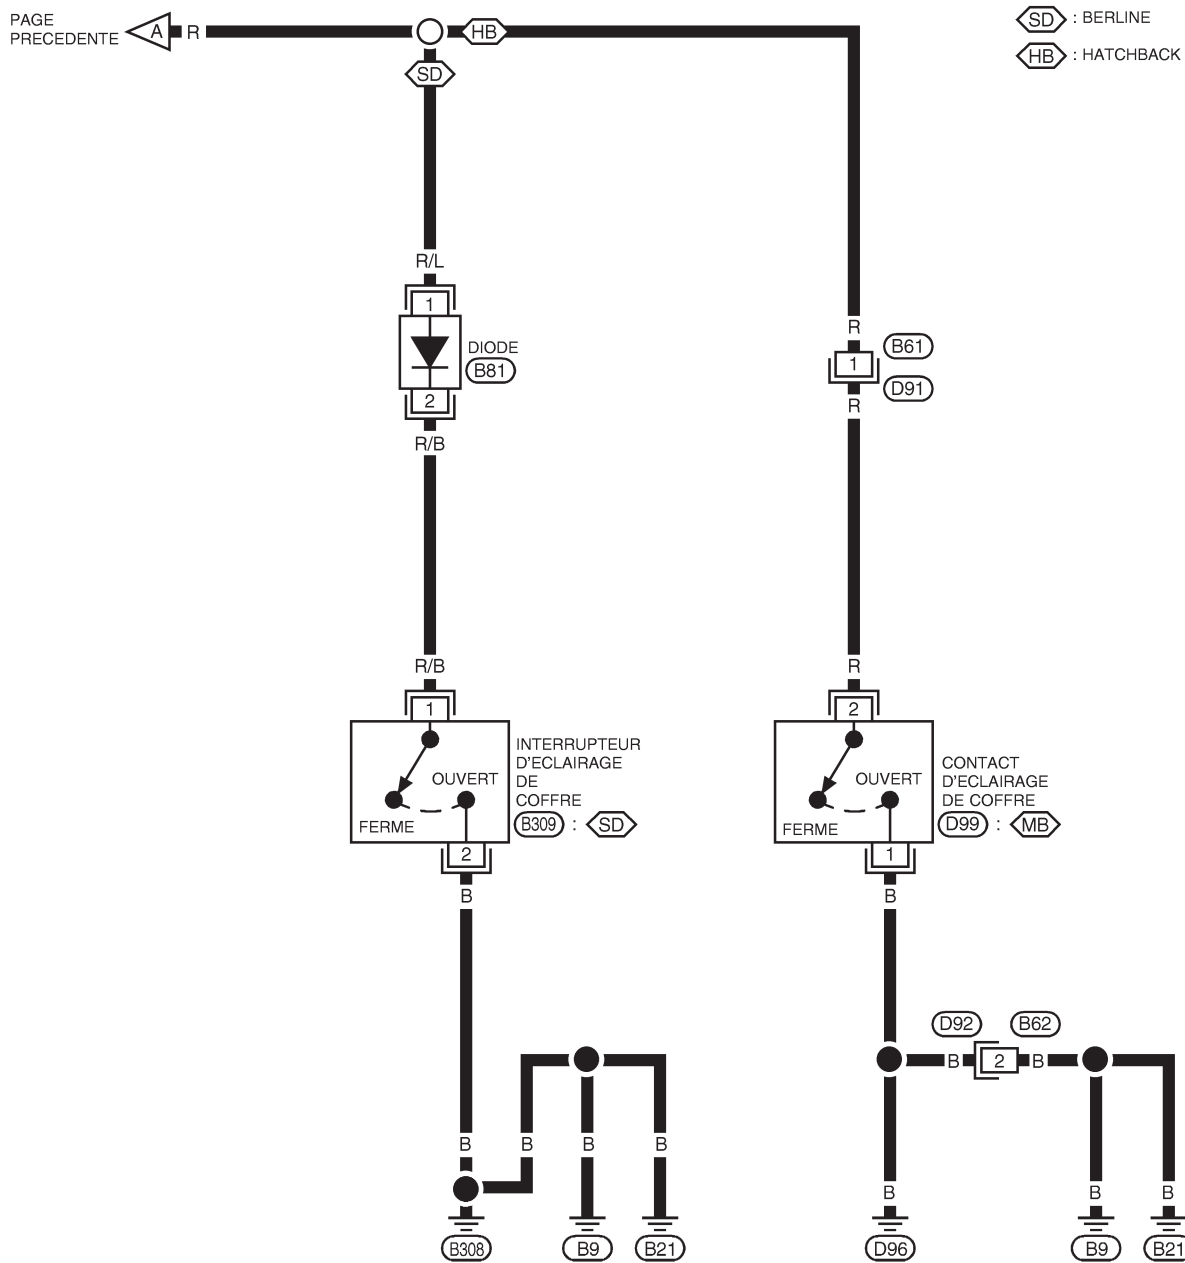 PAGE
PRECEDENTE
A
R
HB
SD : BERLINE
HB : HATCHBACK
SD
R/L
1
DIODE
B81
2
R/B
R
B61
1
D91
R
R/B
1
INTERRUPTEUR
D'ECLAIRAGE
DE
COFFRE
B309 : SD
OUVERT
FERME
2
B
R
2
CONTACT
D'ECLAIRAGE
DE COFFRE
D99 : MB
OUVERT
FERME
1
B
D92
B62
B
2
B
B
B
B
B
B
B
B
B308
B9
B21
D96
B9
B21